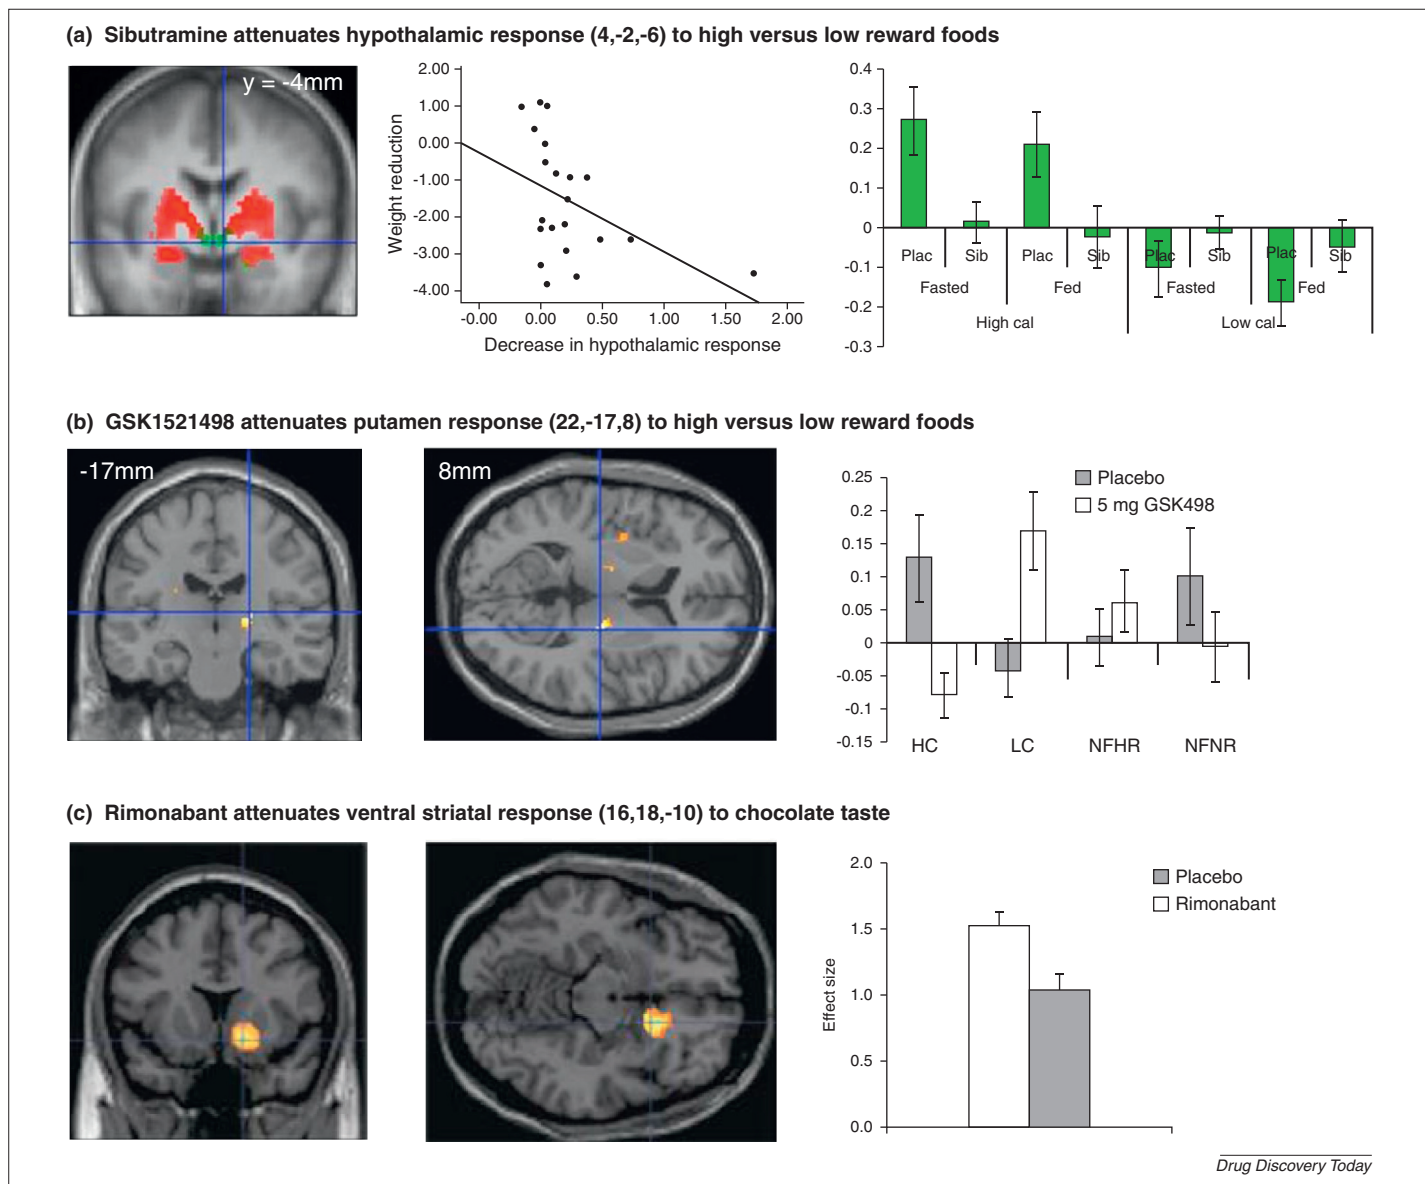 (a) Sibutramine attenuates hypothalamic response (4,-2,-6) to high versus low reward foods
y = -4mm
Weight reduction
2.00
1.00
0.00
-1.00
-2.00
-3.00
-4.00
-0.00 0.00 0.50 1.00 1.50 2.00
Decrease in hypothalamic response
0.4
0.3
0.2
0.1
0
-0.1
-0.2
-0.3
Plac Sib Plac Sib Plac Sib Plac Sib
Fasted Fed Fasted Fed
High cal Low cal
(b) GSK1521498 attenuates putamen response (22,-17,8) to high versus low reward foods
-17mm
8mm
0.25
0.2
0.15
0.1
0.05
0
-0.05
-0.1
-0.15
Placebo
5 mg GSK498
HC LC NFHR NFNR
(c) Rimonabant attenuates ventral striatal response (16,18,-10) to chocolate taste
Effect size
2.0
1.5
1.0
0.5
0.0
Placebo
Rimonabant
Drug Discovery Today